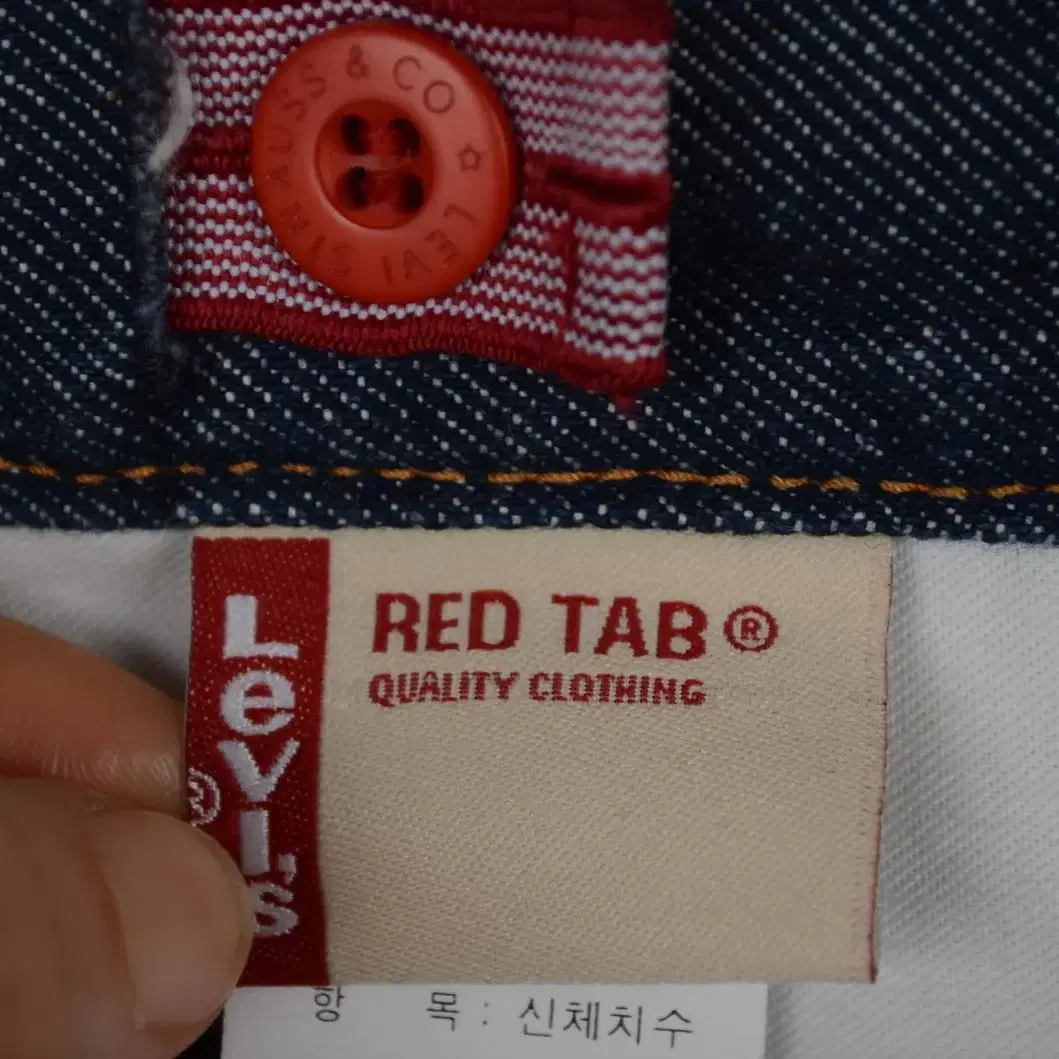 LEVI STRAUSS & CO
Levi's ®
RED TAB ®
QUALITY CLOTHING
항 목 : 신체치수